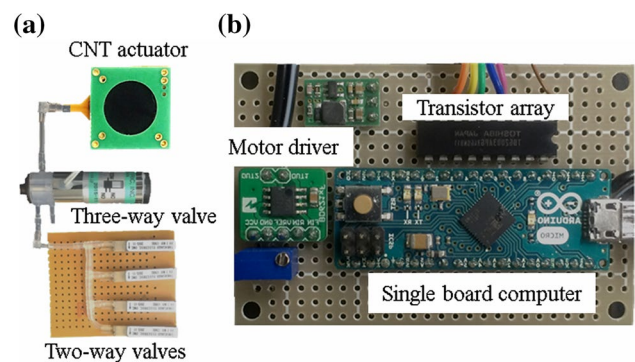 (a)
(b)
CNT actuator
Transistor array
Motor driver
Three-way valve
ARDUINO
MICRO
Single board computer
Two-way valves